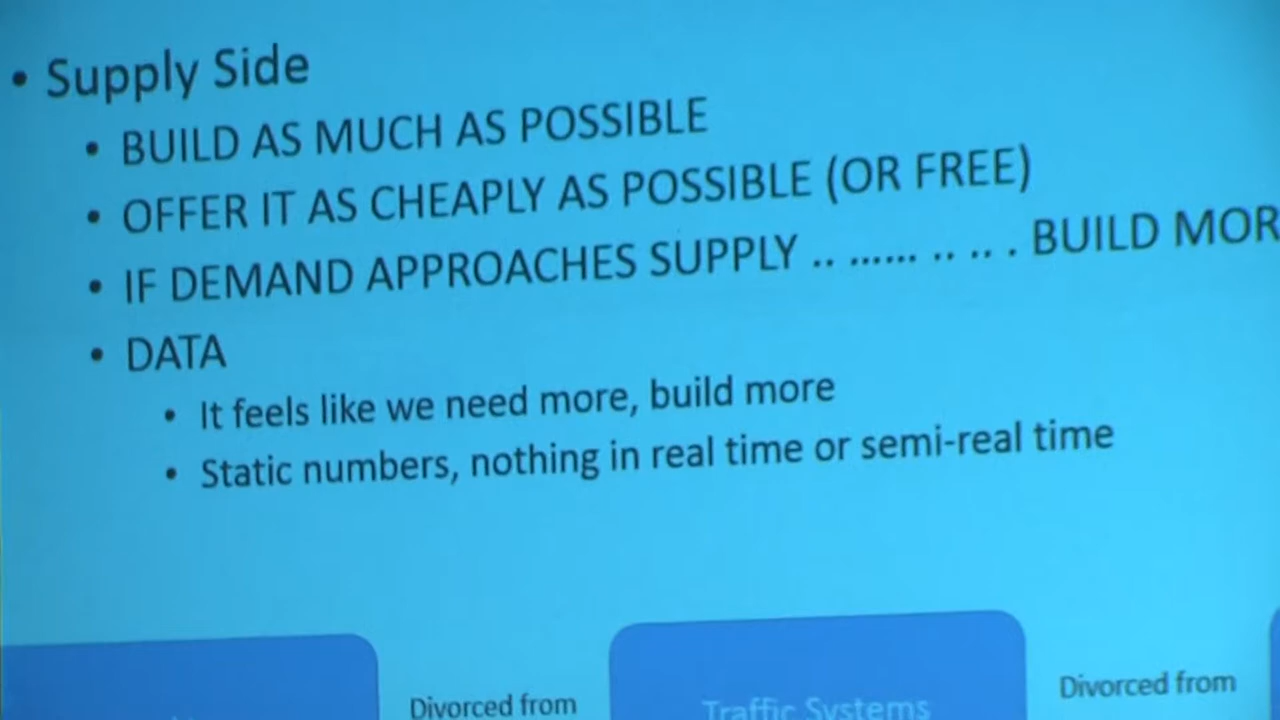 • Supply Side
• BUILD AS MUCH AS POSSIBLE
• OFFER IT AS CHEAPLY AS POSSIBLE (OR FREE)
• IF DEMAND APPROACHES SUPPLY .. ...... .. .. . BUILD MOR
• DATA
• It feels like we need more, build more
• Static numbers, nothing in real time or semi-real time
Divorced from
Traffic Systems
Divorced from